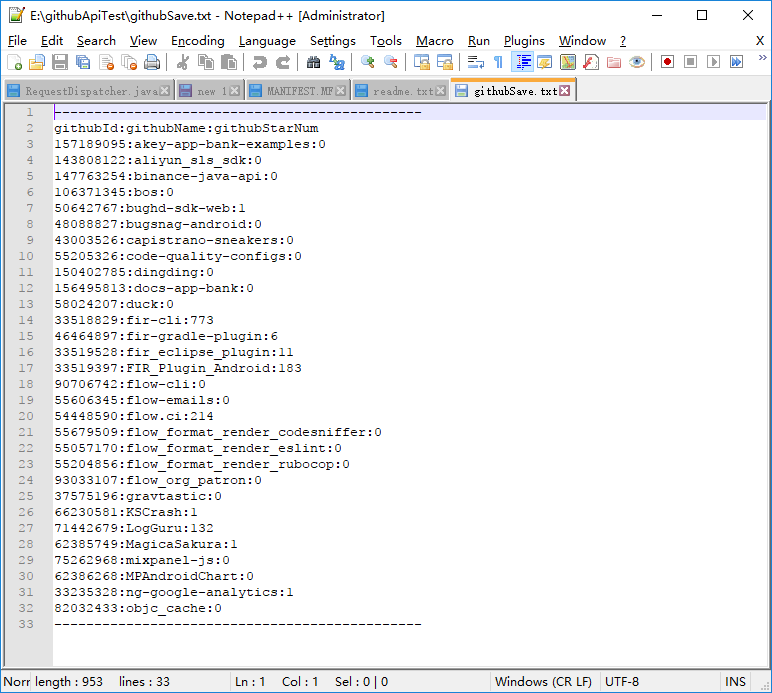 E:\githubApiTest\githubSave.txt - Notepad++ [Administrator]
File Edit Search View Encoding Language Settings Tools Macro Run Plugins Window ? X
RequestDispatcher.java new 1 MANIFEST.MF readme.txt githubSave.txt
1 ----------------------------------------------
2 githubId:githubName:githubStarNum
3 157189095:akey-app-bank-examples:0
4 143808122:aliyun_sls_sdk:0
5 147763254:binance-java-api:0
6 106371345:bos:0
7 50642767:bughd-sdk-web:1
8 48088827:bugsnag-android:0
9 43003526:capistrano-sneakers:0
10 55205326:code-quality-configs:0
11 150402785:dingding:0
12 156495813:docs-app-bank:0
13 58024207:duck:0
14 33518829:fir-cli:773
15 46464897:fir-gradle-plugin:6
16 33519528:fir_eclipse_plugin:11
17 33519397:FIR_Plugin_Android:183
18 90706742:flow-cli:0
19 55606345:flow-emails:0
20 54448590:flow.ci:214
21 55679509:flow_format_render_codesniffer:0
22 55057170:flow_format_render_eslint:0
23 55204856:flow_format_render_rubocop:0
24 93033107:flow_org_patron:0
25 37575196:gravtastic:0
26 66230581:KSCrash:1
27 71442679:LogGuru:132
28 62385749:MagicaSakura:1
29 75262968:mixpanel-js:0
30 62386268:MPAndroidChart:0
31 33235328:ng-google-analytics:1
32 82032433:objc_cache:0
33 ----------------------------------------------
Norr length : 953 lines : 33 Ln : 1 Col : 1 Sel : 0 | 0 Windows (CR LF) UTF-8 INS